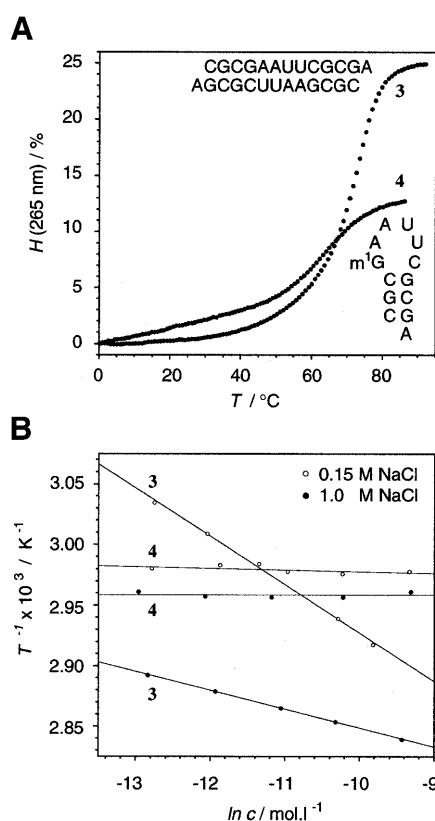 A
H (265 nm) / %
25
20
15
10
5
0
0
20
40
60
80
T / °C
CGCGAAUUCGCGA
AGCGCUUAAGCGC
3
4
A U
A U
m¹G C
C G
G C
C G
A
B
T⁻¹ x 10³ / K⁻¹
3.05
3.00
2.95
2.90
2.85
3
4
4
3
○ 0.15 M NaCl
● 1.0 M NaCl
-13
-12
-11
-10
-9
ln c / mol.l⁻¹